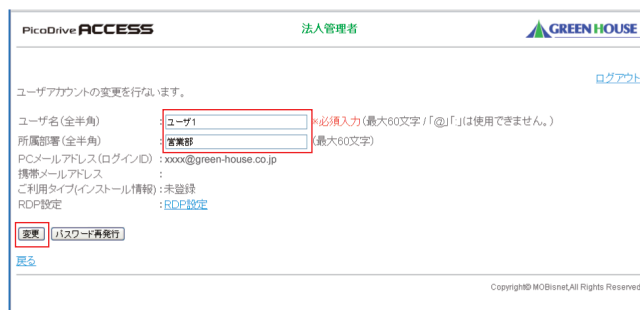 PicoDrive ACCESS 法人管理者 GREEN HOUSE
ログアウト
ユーザアカウントの変更を行ないます。
ユーザ名(全半角) : ユーザ1 ※必須入力(最大60文字 / 「@」「:」は使用できません。)
所属部署(全半角) : 営業部 (最大60文字)
PCメールアドレス(ログインID) : xxxx@green-house.co.jp
携帯メールアドレス :
ご利用タイプ(インストール情報) : 未登録
RDP設定 : RDP設定
変更 パスワード再発行
戻る
Copyright© MOBisnet,All Rights Reserved